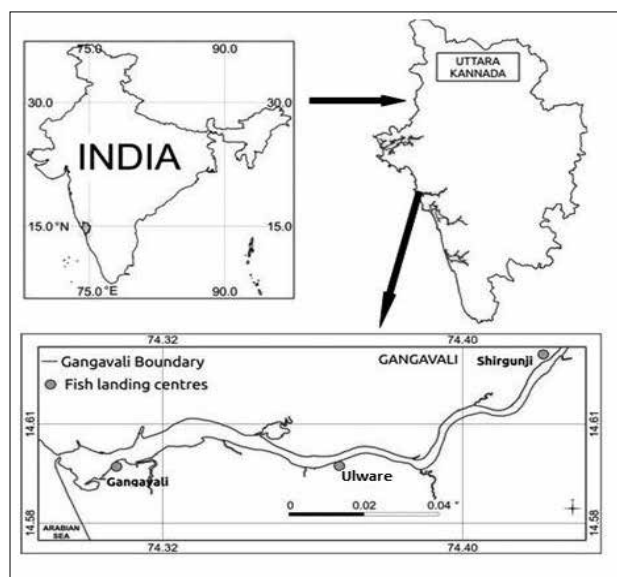 75.0
90.0
30.0
30.0
INDIA
15.0 °N
15.0
75.0 °E
90.0
UTTARA
KANNADA
74.32
74.40
Gangavali Boundary
GANGAVALI
Fish landing centres
Shirgunji
14.61
14.61
Gangavali
Ulware
0
0.02
0.04 °
14.58
14.58
ARABIAN
SEA
74.32
74.40